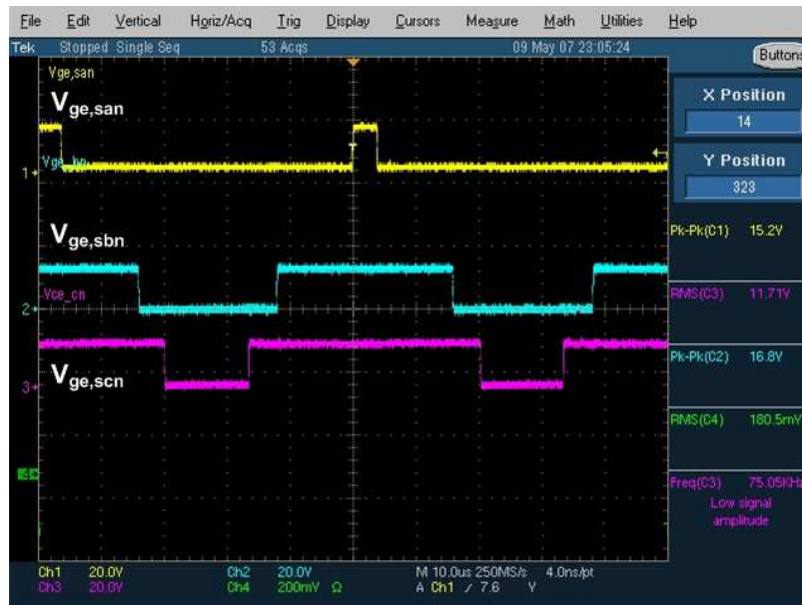 File Edit Vertical Horiz/Acq Trig Display Cursors Measure Math Utilities Help
Tek Stopped Single Seq 53 Acqs 09 May 07 23:05:24
Buttons
Vge,san
Vge,san
X Position
14
Y Position
323
1
Pk-Pk(C1) 15.2V
Vge,sbn
Vce_cn
RMS(C3) 11.71V
2
Vge,scn
Pk-Pk(C2) 16.8V
3
RMS(C4) 180.5mV
4
Freq(C3) 75.05KHz
Low signal
amplitude
Ch1 20.0V Ch2 20.0V M 10.0us 250MS/s 4.0ns/pt
Ch3 20.0V Ch4 200mV Ω A Ch1 / 7.6 V